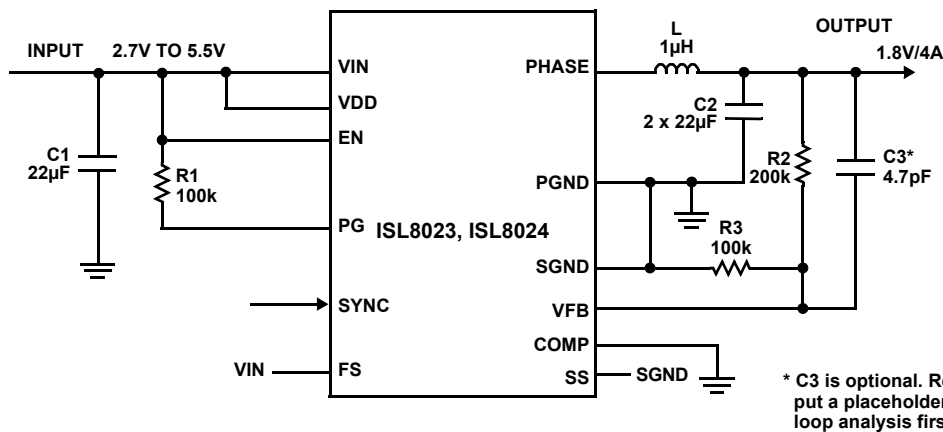 INPUT
2.7V TO 5.5V
C1
22µF
R1
100k
VIN
VDD
EN
PG
SYNC
VIN
FS
ISL8023, ISL8024
PHASE
PGND
SGND
VFB
COMP
SS
SGND
L
1µH
OUTPUT
1.8V/4A
C2
2 x 22µF
R2
200k
C3*
4.7pF
R3
100k
* C3 is optional.
put a placeholder
loop analysis